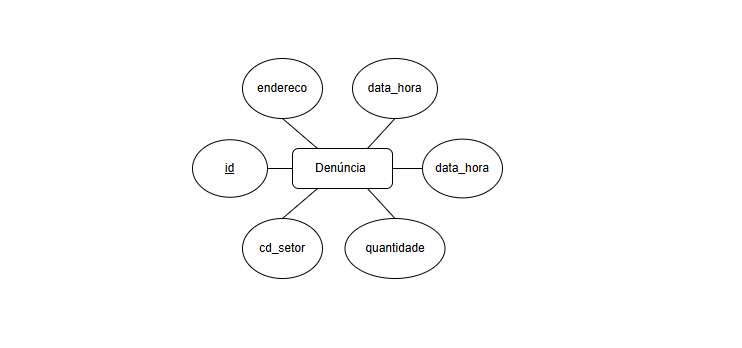 endereco
data_hora
id
Denúncia
data_hora
cd_setor
quantidade